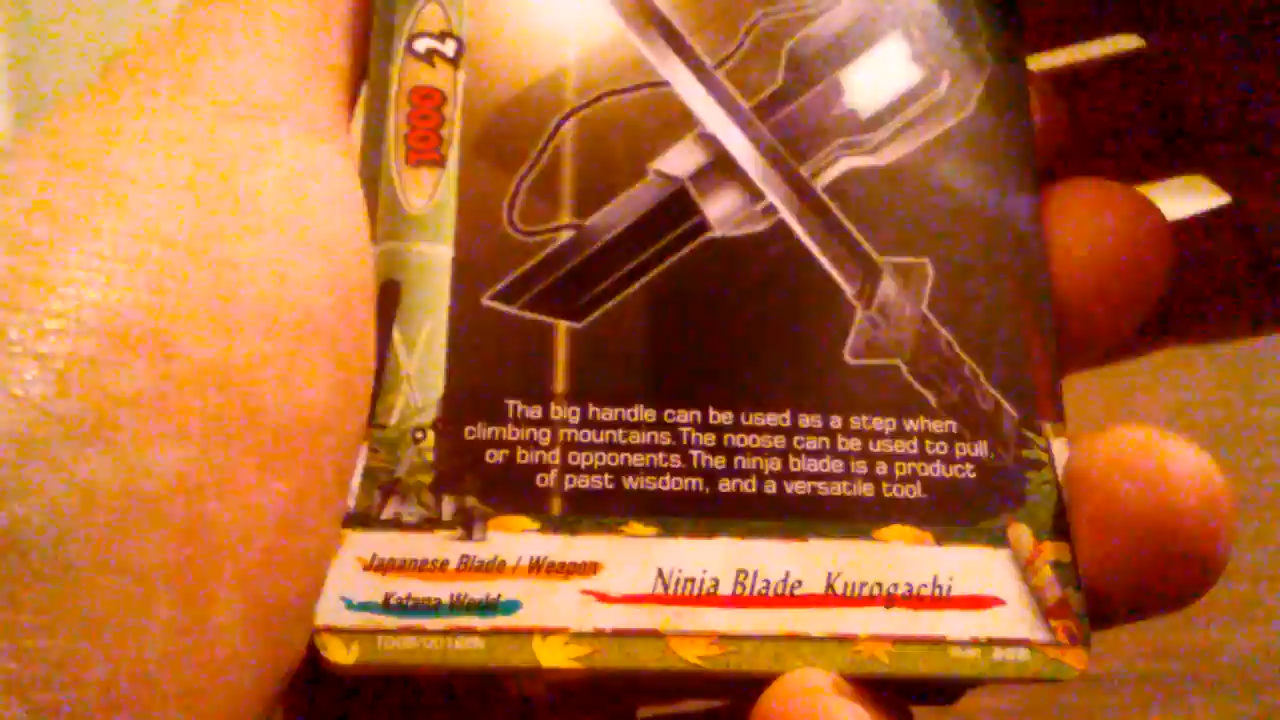 2
1000
Tha big handle can be used as a step when
climbing mountains. The noose can be used to pull,
or bind opponents. The ninja blade is a product
of past wisdom, and a versatile tool.
Japanese Blade / Weapon
Katana World
Ninja Blade, Kurogachi